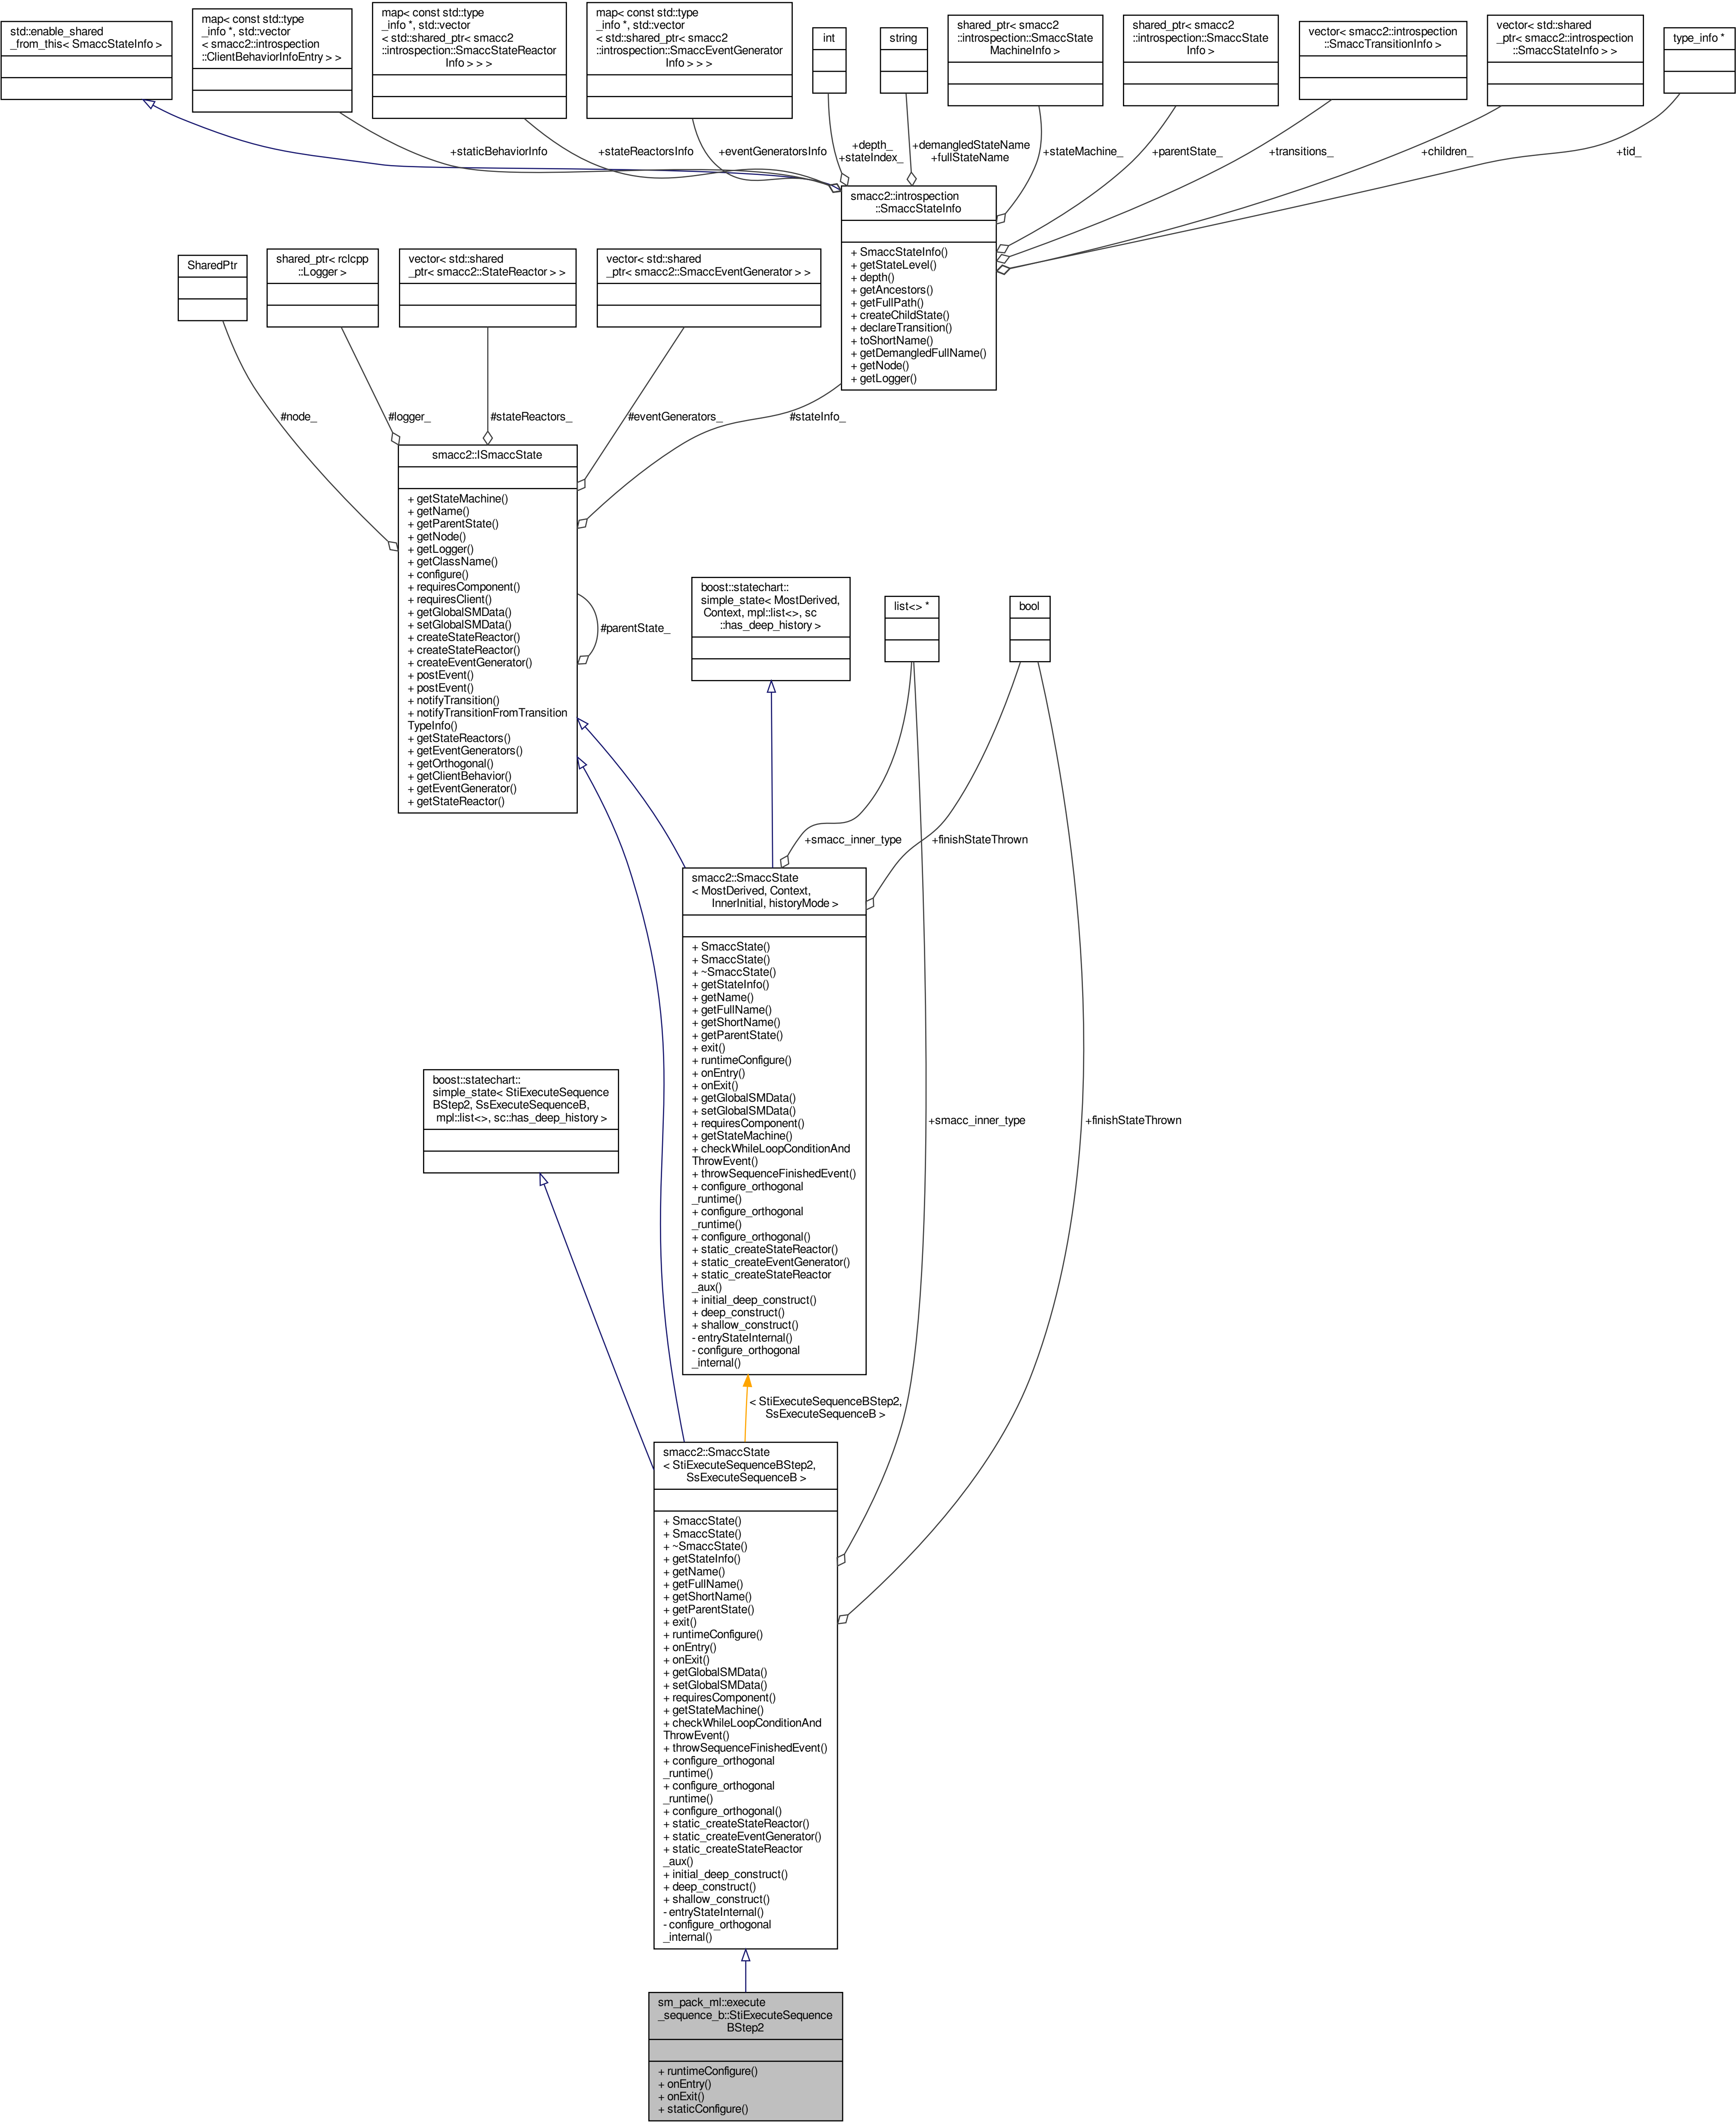 std::enable_shared
_from_this< SmaccStateInfo >
map< const std::type
_info *, std::vector
< smacc2::introspection
::ClientBehaviorInfoEntry > >
map< const std::type
_info *, std::vector
< std::shared_ptr< smacc2
::introspection::SmaccStateReactor
Info > > >
map< const std::type
_info *, std::vector
< std::shared_ptr< smacc2
::introspection::SmaccEventGenerator
Info > > >
int
string
shared_ptr< smacc2
::introspection::SmaccState
MachineInfo >
shared_ptr< smacc2
::introspection::SmaccState
Info >
vector< smacc2::introspection
::SmaccTransitionInfo >
vector< std::shared
_ptr< smacc2::introspection
::SmaccStateInfo > >
type_info *
+staticBehaviorInfo
+stateReactorsInfo
+eventGeneratorsInfo
+depth_
+stateIndex_
+demangledStateName
+fullStateName
+stateMachine_
+parentState_
+transitions_
+children_
+tid_
smacc2::introspection
::SmaccStateInfo
+ SmaccStateInfo()
+ getStateLevel()
+ depth()
+ getAncestors()
+ getFullPath()
+ createChildState()
+ declareTransition()
+ toShortName()
+ getDemangledFullName()
+ getNode()
+ getLogger()
SharedPtr
shared_ptr< rclcpp
::Logger >
vector< std::shared
_ptr< smacc2::StateReactor > >
vector< std::shared
_ptr< smacc2::SmaccEventGenerator > >
#node_
#logger_
#stateReactors_
#eventGenerators_
#stateInfo_
smacc2::ISmaccState
+ getStateMachine()
+ getName()
+ getParentState()
+ getNode()
+ getLogger()
+ getClassName()
+ configure()
+ requiresComponent()
+ requiresClient()
+ getGlobalSMData()
+ setGlobalSMData()
+ createStateReactor()
+ createStateReactor()
+ createEventGenerator()
+ postEvent()
+ postEvent()
+ notifyTransition()
+ notifyTransitionFromTransition
TypeInfo()
+ getStateReactors()
+ getEventGenerators()
+ getOrthogonal()
+ getClientBehavior()
+ getEventGenerator()
+ getStateReactor()
#parentState_
boost::statechart::
simple_state< MostDerived,
Context, mpl::list<>, sc
::has_deep_history >
list<> *
bool
+smacc_inner_type
+finishStateThrown
smacc2::SmaccState
< MostDerived, Context,
InnerInitial, historyMode >
+ SmaccState()
+ SmaccState()
+ ~SmaccState()
+ getStateInfo()
+ getName()
+ getFullName()
+ getShortName()
+ getParentState()
+ exit()
+ runtimeConfigure()
+ onEntry()
+ onExit()
+ getGlobalSMData()
+ setGlobalSMData()
+ requiresComponent()
+ getStateMachine()
+ checkWhileLoopConditionAnd
ThrowEvent()
+ throwSequenceFinishedEvent()
+ configure_orthogonal
_runtime()
+ configure_orthogonal
_runtime()
+ configure_orthogonal()
+ static_createStateReactor()
+ static_createEventGenerator()
+ static_createStateReactor
_aux()
+ initial_deep_construct()
+ deep_construct()
+ shallow_construct()
- entryStateInternal()
- configure_orthogonal
_internal()
boost::statechart::
simple_state< StiExecuteSequence
BStep2, SsExecuteSequenceB,
mpl::list<>, sc::has_deep_history >
+smacc_inner_type
+finishStateThrown
< StiExecuteSequenceBStep2,
SsExecuteSequenceB >
smacc2::SmaccState
< StiExecuteSequenceBStep2,
SsExecuteSequenceB >
+ SmaccState()
+ SmaccState()
+ ~SmaccState()
+ getStateInfo()
+ getName()
+ getFullName()
+ getShortName()
+ getParentState()
+ exit()
+ runtimeConfigure()
+ onEntry()
+ onExit()
+ getGlobalSMData()
+ setGlobalSMData()
+ requiresComponent()
+ getStateMachine()
+ checkWhileLoopConditionAnd
ThrowEvent()
+ throwSequenceFinishedEvent()
+ configure_orthogonal
_runtime()
+ configure_orthogonal
_runtime()
+ configure_orthogonal()
+ static_createStateReactor()
+ static_createEventGenerator()
+ static_createStateReactor
_aux()
+ initial_deep_construct()
+ deep_construct()
+ shallow_construct()
- entryStateInternal()
- configure_orthogonal
_internal()
sm_pack_ml::execute
_sequence_b::StiExecuteSequence
BStep2
+ runtimeConfigure()
+ onEntry()
+ onExit()
+ staticConfigure()